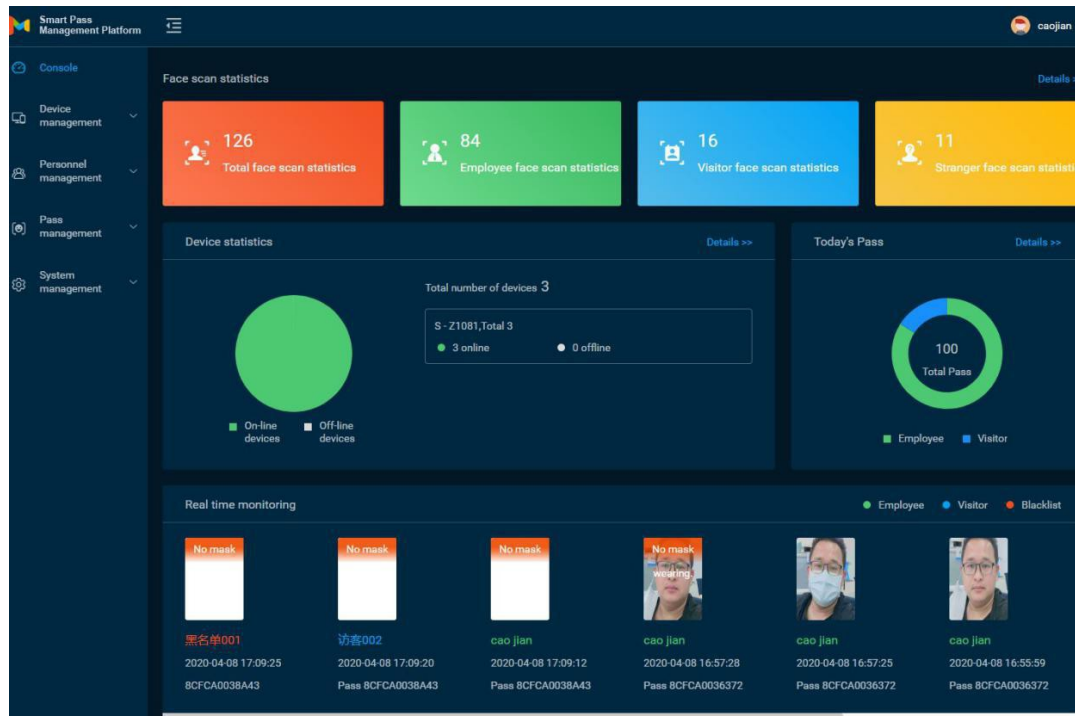 Smart Pass
Management Platform
caojian
Console
Device
management
Personnel
management
Pass
management
System
management
Face scan statistics
Details
126
Total face scan statistics
84
Employee face scan statistics
16
Visitor face scan statistics
11
Stranger face scan statisti
Device statistics
Details >>
Total number of devices 3
S - Z1081,Total 3
3 online
0 offline
On-line
devices
Off-line
devices
Today's Pass
Details >>
100
Total Pass
Employee
Visitor
Real time monitoring
Employee
Visitor
Blacklist
No mask
No mask
No mask
No mask
wearing
黑名单001
访客002
cao jian
cao jian
cao jian
cao jian
2020-04-08 17:09:25
2020-04-08 17:09:20
2020-04-08 17:09:12
2020-04-08 16:57:28
2020-04-08 16:57:25
2020-04-08 16:55:59
8CFCA0038A43
Pass 8CFCA0038A43
Pass 8CFCA0038A43
Pass 8CFCA0036372
Pass 8CFCA0036372
Pass 8CFCA0036372